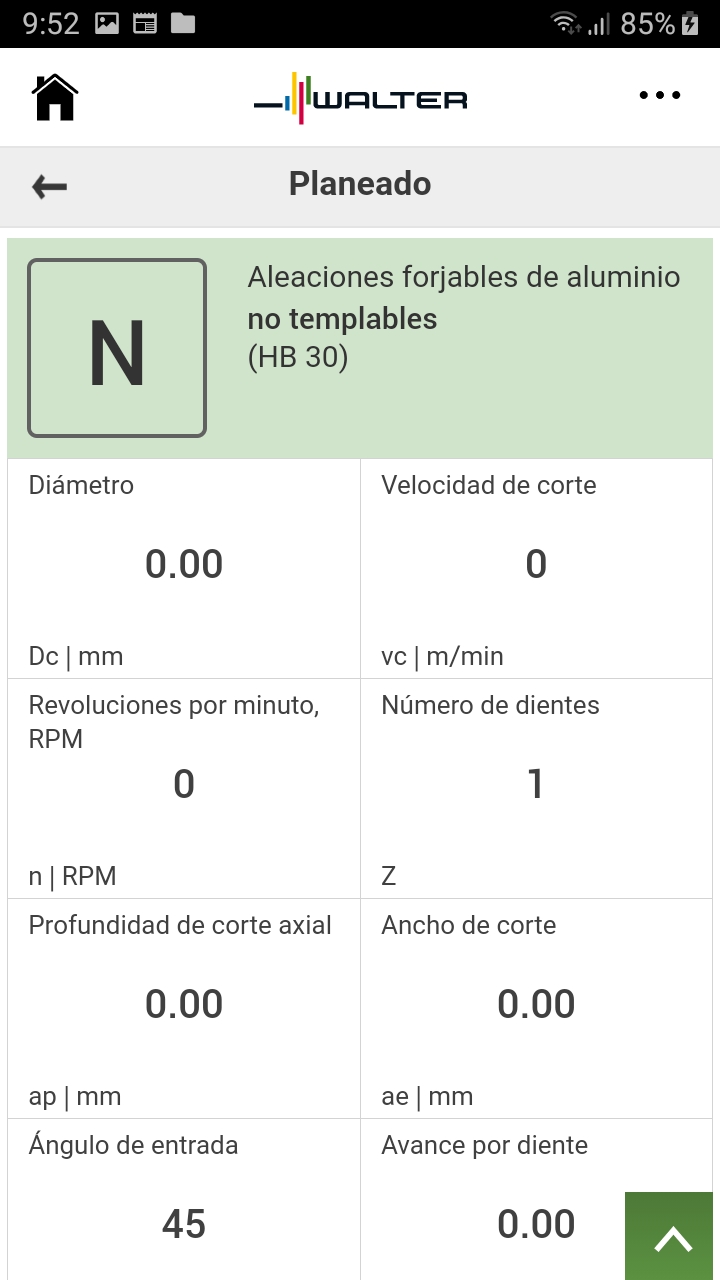 9:52
85%
WALTER
Planeado
N
Aleaciones forjables de aluminio
no templables
(HB 30)
Diámetro
0.00
Dc | mm
Velocidad de corte
0
vc | m/min
Revoluciones por minuto,
RPM
0
n | RPM
Número de dientes
1
Z
Profundidad de corte axial
0.00
ap | mm
Ancho de corte
0.00
ae | mm
Ángulo de entrada
45
Avance por diente
0.00